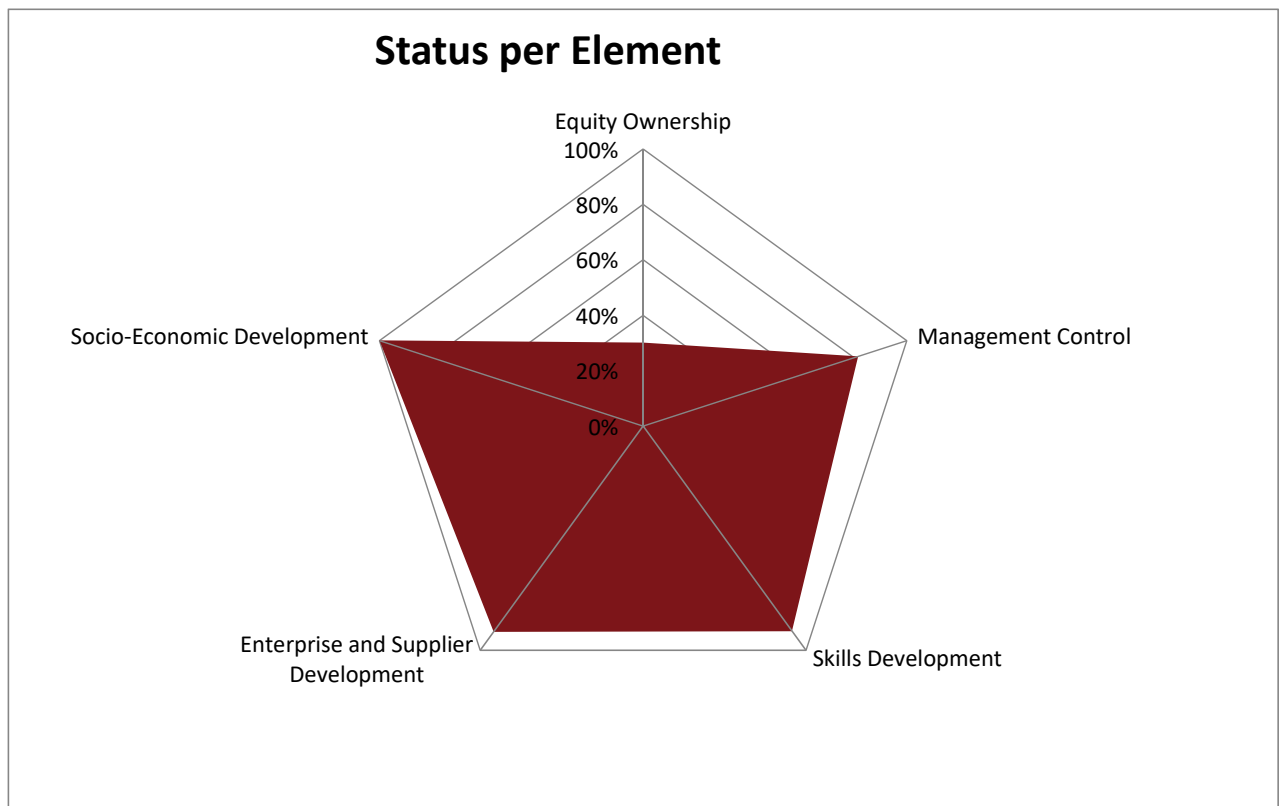 Status per Element
Equity Ownership
100%
80%
60%
40%
20%
0%
Management Control
Skills Development
Enterprise and Supplier
Development
Socio-Economic Development